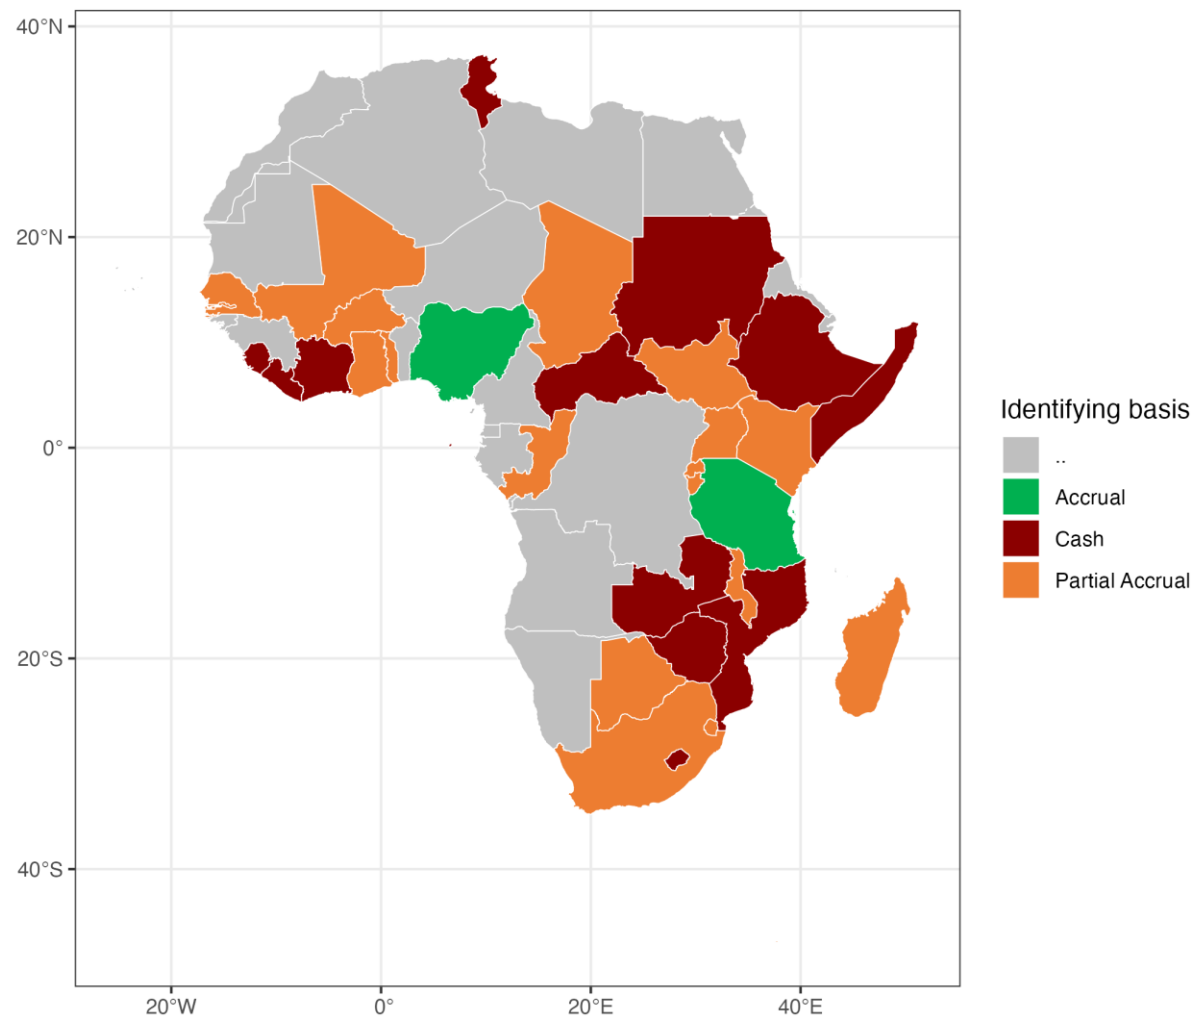 40°N
20°N
0°
20°S
40°S
20°W
0°
20°E
40°E
Identifying basis
..
Accrual
Cash
Partial Accrual